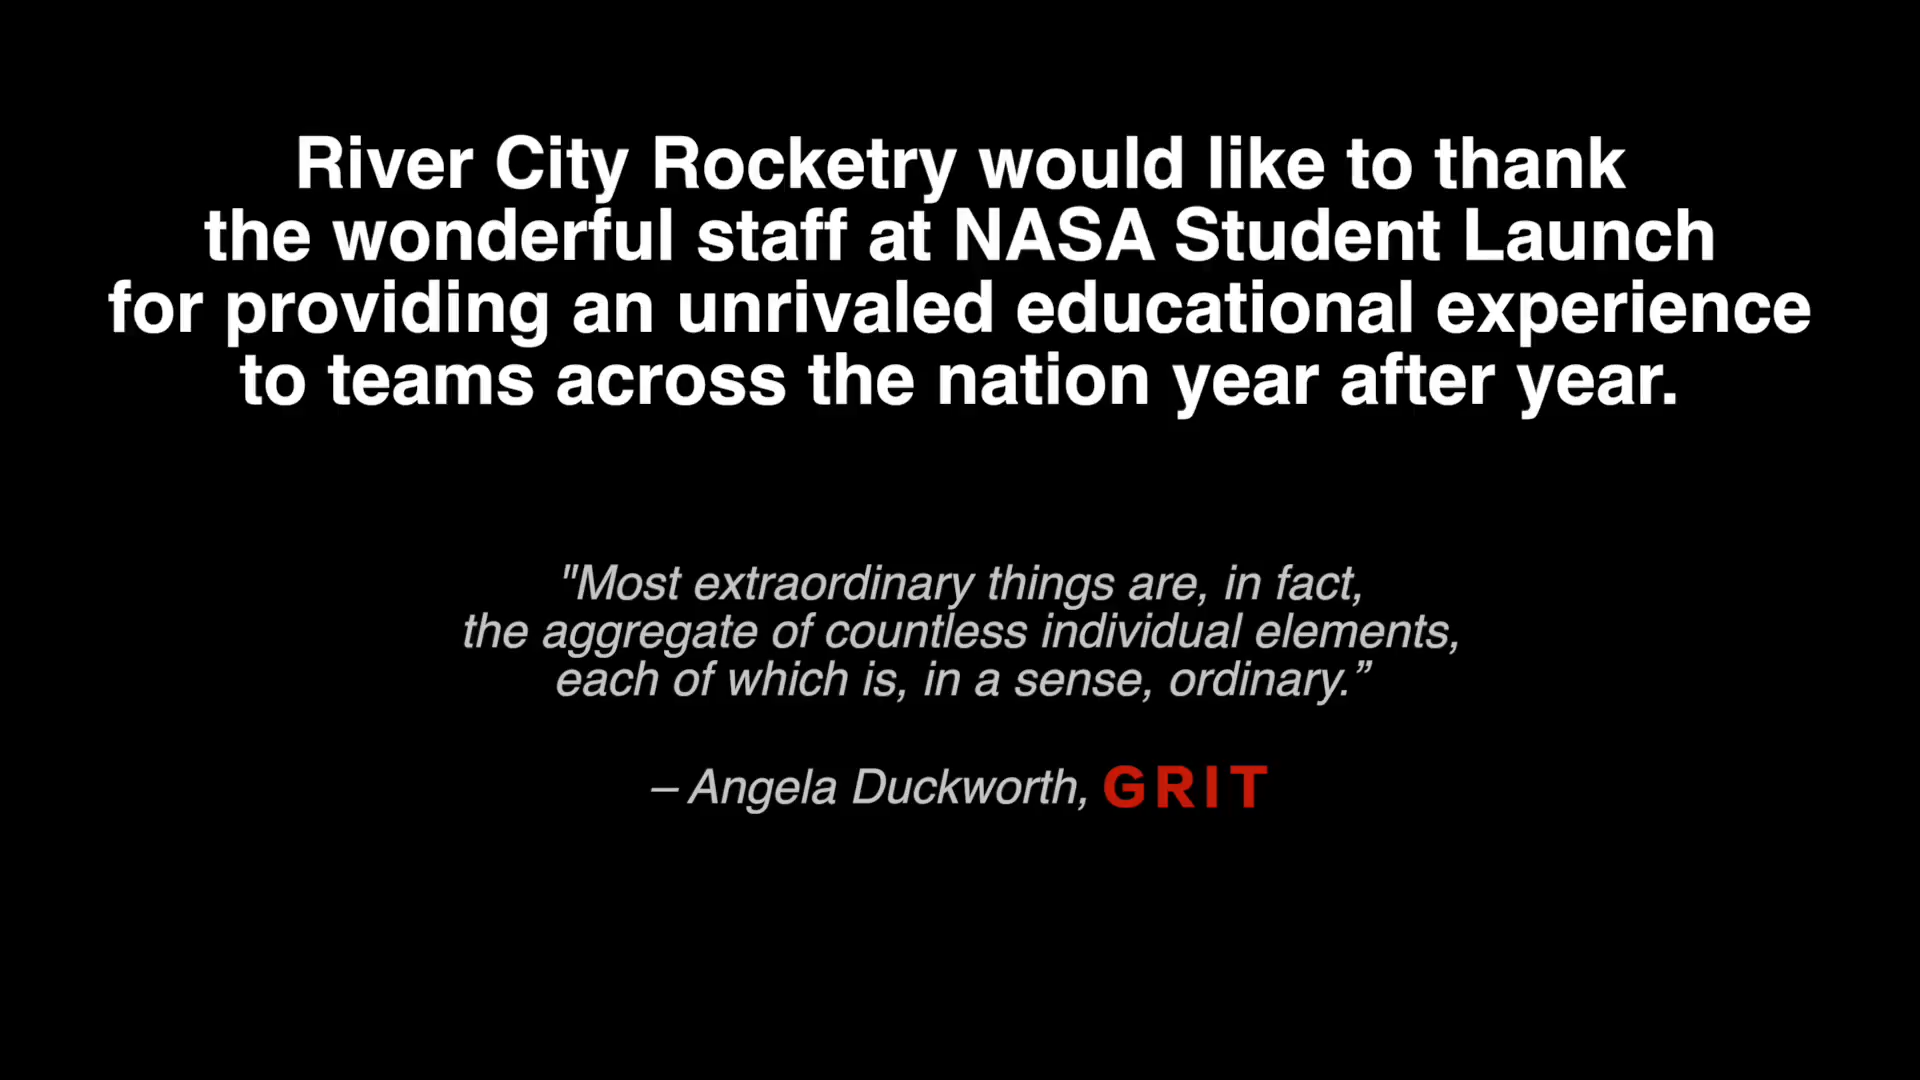 River City Rocketry would like to thank
the wonderful staff at NASA Student Launch
for providing an unrivaled educational experience
to teams across the nation year after year.
"Most extraordinary things are, in fact,
the aggregate of countless individual elements,
each of which is, in a sense, ordinary.”
– Angela Duckworth, GRIT